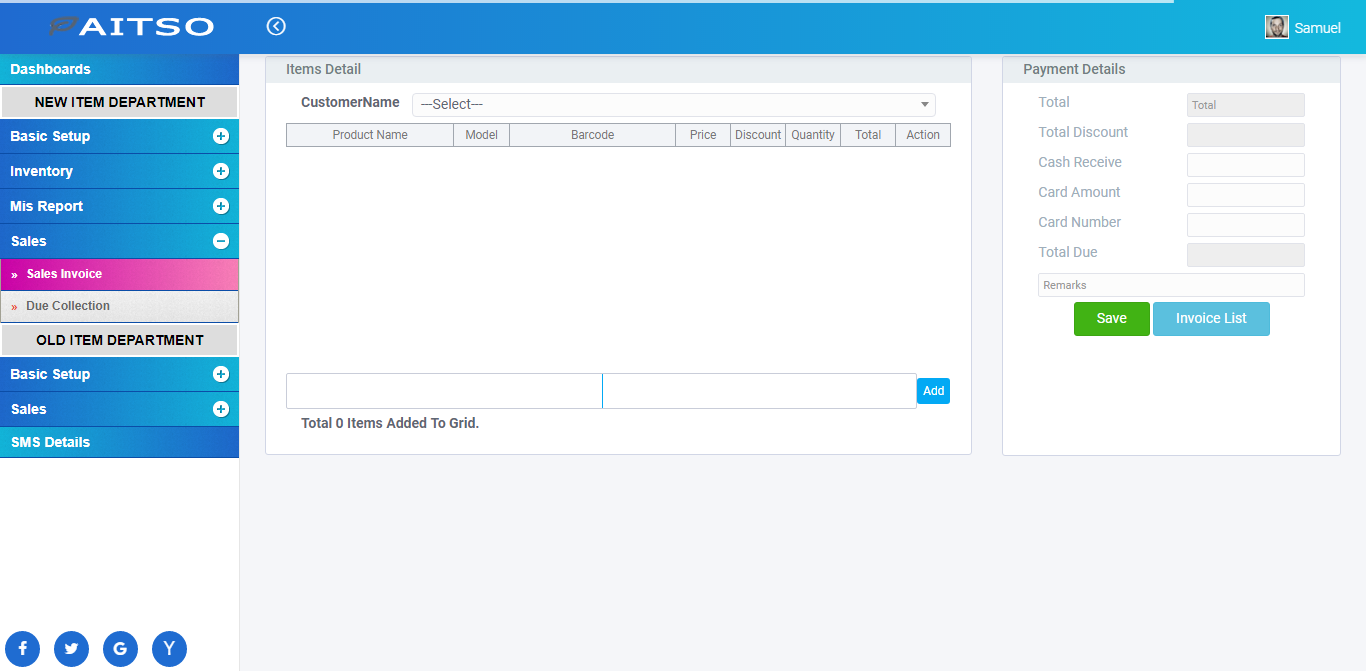 AITSO
Samuel
Dashboards
NEW ITEM DEPARTMENT
Basic Setup
Inventory
Mis Report
Sales
» Sales Invoice
» Due Collection
OLD ITEM DEPARTMENT
Basic Setup
Sales
SMS Details
Items Detail
CustomerName ---Select---
Product Name Model Barcode Price Discount Quantity Total Action
Add
Total 0 Items Added To Grid.
Payment Details
Total Total
Total Discount
Cash Receive
Card Amount
Card Number
Total Due
Remarks
Save Invoice List